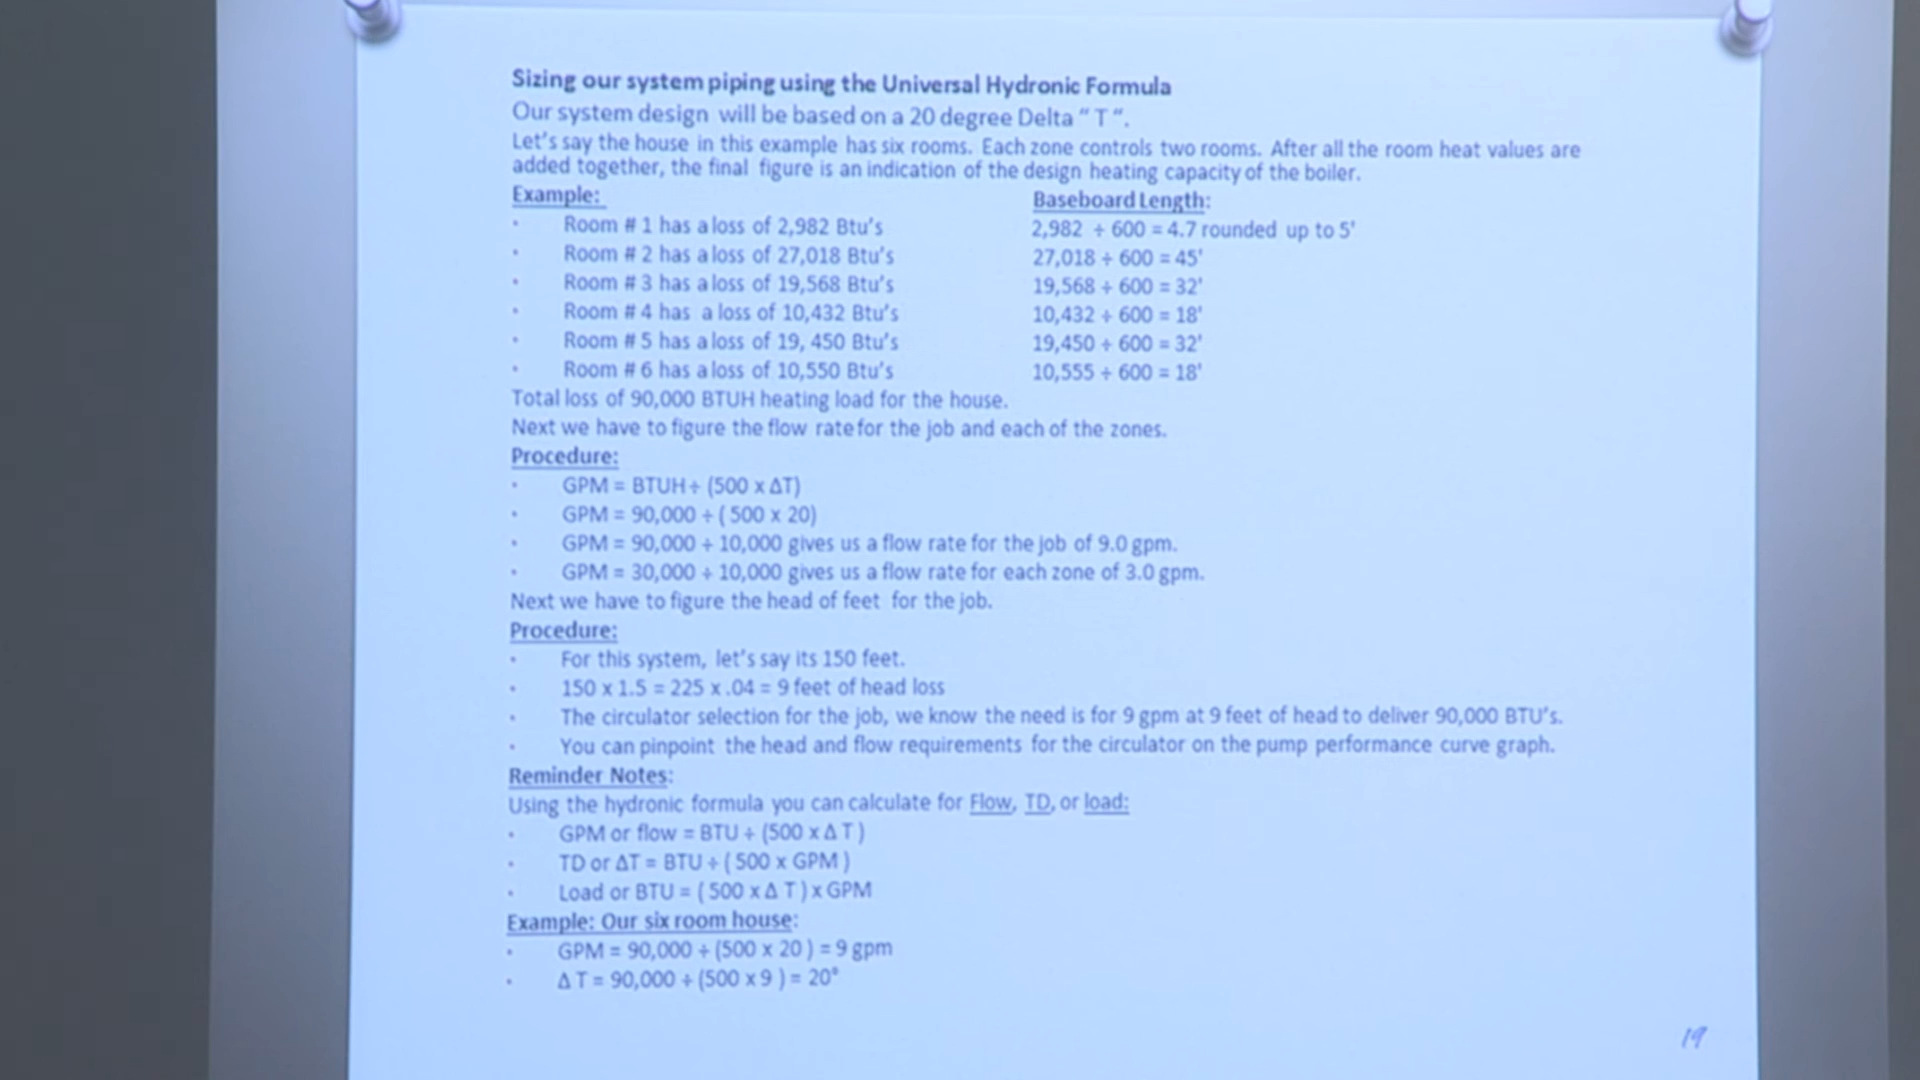 Sizing our system piping using the Universal Hydronic Formula
Our system design will be based on a 20 degree Delta " T ".
Let's say the house in this example has six rooms. Each zone controls two rooms. After all the room heat values are
added together, the final figure is an indication of the design heating capacity of the boiler.
Example: Baseboard Length:
· Room # 1 has a loss of 2,982 Btu's 2,982 ÷ 600 = 4.7 rounded up to 5'
· Room # 2 has a loss of 27,018 Btu's 27,018 ÷ 600 = 45'
· Room # 3 has a loss of 19,568 Btu's 19,568 ÷ 600 = 32'
· Room # 4 has a loss of 10,432 Btu's 10,432 ÷ 600 = 18'
· Room # 5 has a loss of 19, 450 Btu's 19,450 ÷ 600 = 32'
· Room # 6 has a loss of 10,550 Btu's 10,555 ÷ 600 = 18'
Total loss of 90,000 BTUH heating load for the house.
Next we have to figure the flow rate for the job and each of the zones.
Procedure:
· GPM = BTUH ÷ (500 x ΔT)
· GPM = 90,000 ÷ ( 500 x 20)
· GPM = 90,000 ÷ 10,000 gives us a flow rate for the job of 9.0 gpm.
· GPM = 30,000 ÷ 10,000 gives us a flow rate for each zone of 3.0 gpm.
Next we have to figure the head of feet for the job.
Procedure:
· For this system, let's say its 150 feet.
· 150 x 1.5 = 225 x .04 = 9 feet of head loss
· The circulator selection for the job, we know the need is for 9 gpm at 9 feet of head to deliver 90,000 BTU's.
· You can pinpoint the head and flow requirements for the circulator on the pump performance curve graph.
Reminder Notes:
Using the hydronic formula you can calculate for Flow, TD, or load:
· GPM or flow = BTU ÷ (500 x Δ T )
· TD or ΔT = BTU ÷ ( 500 x GPM )
· Load or BTU = ( 500 x Δ T ) x GPM
Example: Our six room house:
· GPM = 90,000 ÷ (500 x 20 ) = 9 gpm
· Δ T = 90,000 ÷ (500 x 9 ) = 20°
19